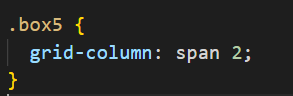 .box5 {
  grid-column: span 2;
}